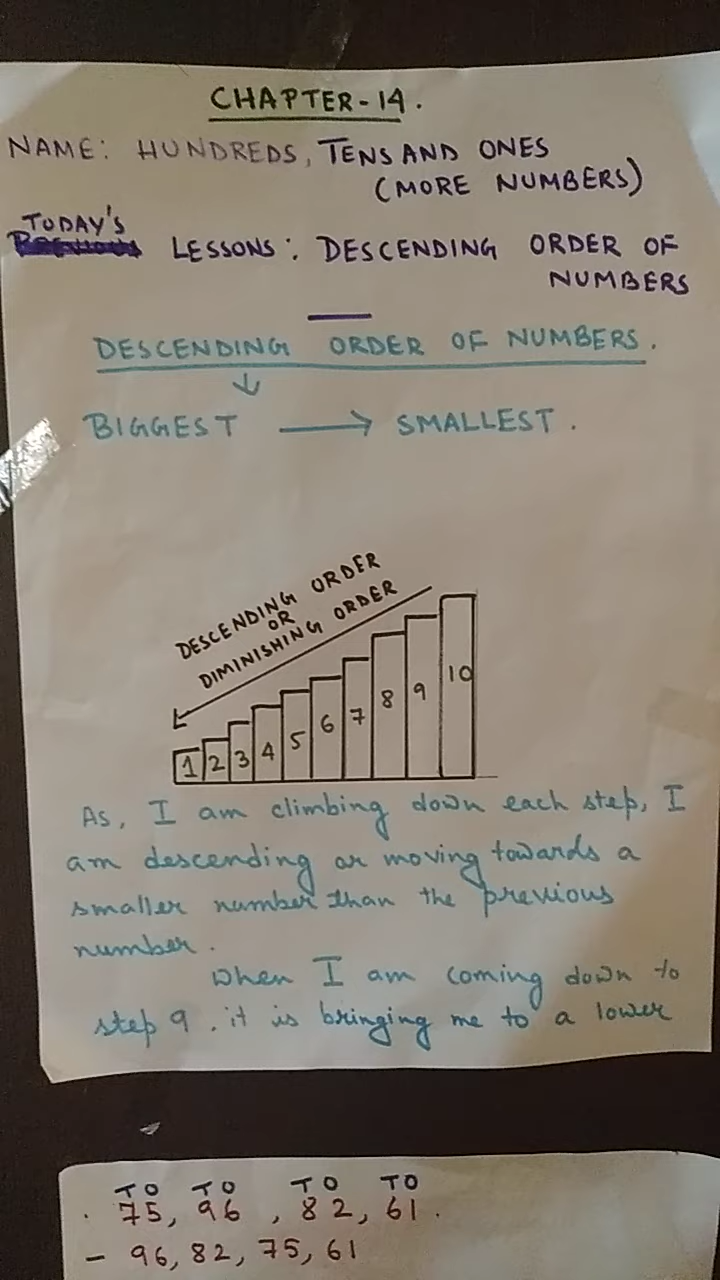 CHAPTER-14.
NAME: HUNDREDS, TENS AND ONES
(MORE NUMBERS)
TODAY'S
LESSONS: DESCENDING ORDER OF
NUMBERS
DESCENDING ORDER OF NUMBERS.
↓
BIGGEST → SMALLEST.
DESCENDING ORDER
OR
DIMINISHING ORDER
1 2 3 4 5 6 7 8 9 10
As, I am climbing down each step, I
am descending or moving towards a
smaller number than the previous
number.
When I am coming down to
step 9, it is bringing me to a lower
TO TO TO TO
. 75, 96, 82, 61.
- 96, 82, 75, 61